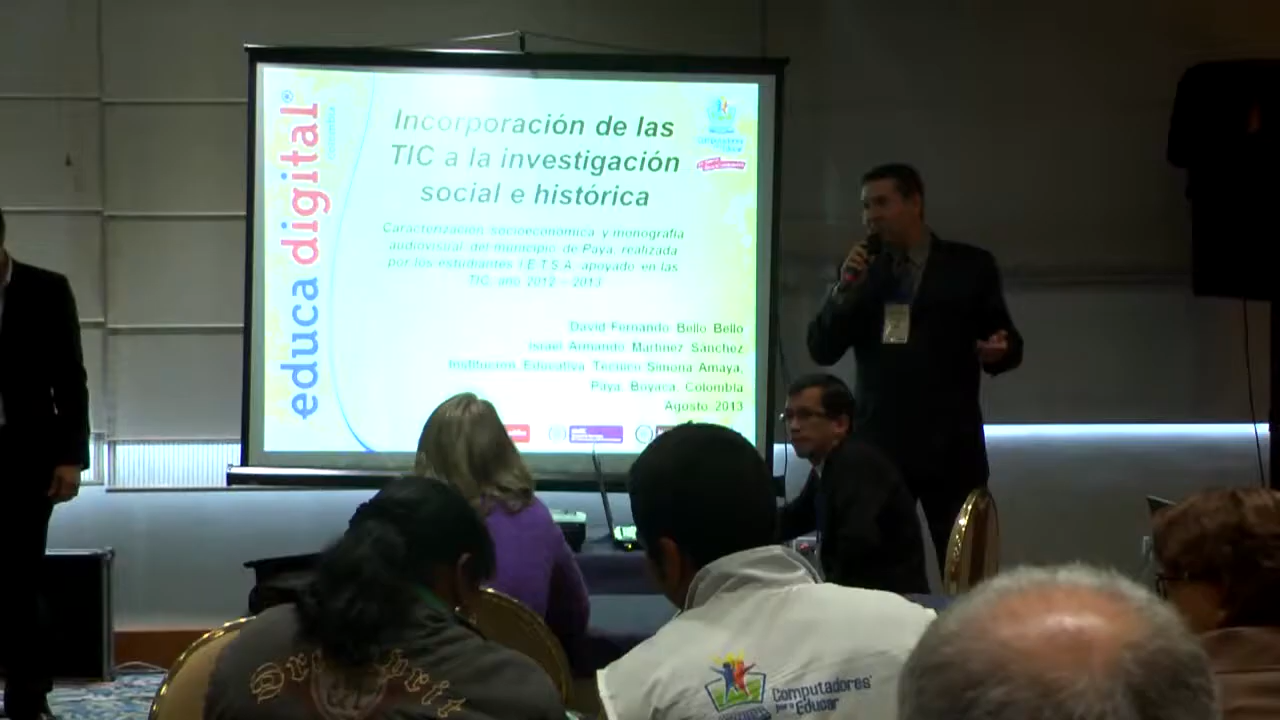 educa digital®
Incorporación de las
TIC a la investigación
social e histórica
Caracterización socioeconómica y monografía
audiovisual del municipio de Paya, realizada
por los estudiantes I.E.T.S.A. apoyado en las
TIC, año 2012 – 2013
David Fernando Bello Bello
Israel Armando Martínez Sánchez
Institución Educativa Técnico Simona Amaya,
Paya, Boyacá, Colombia
Agosto 2013
Computadores
para Educar